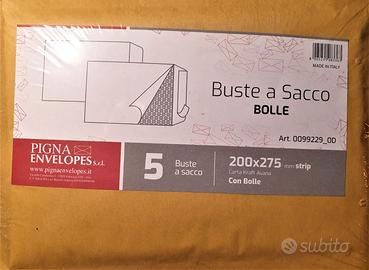 MADE IN ITALY
Buste a Sacco
BOLLE
Art. 0099229_0D
PIGNA
ENVELOPES S.r.l.
www.pignaenvelopes.it
5 Buste
a sacco
200x275 mm strip
Carta Kraft Avana
Con Bolle
subito